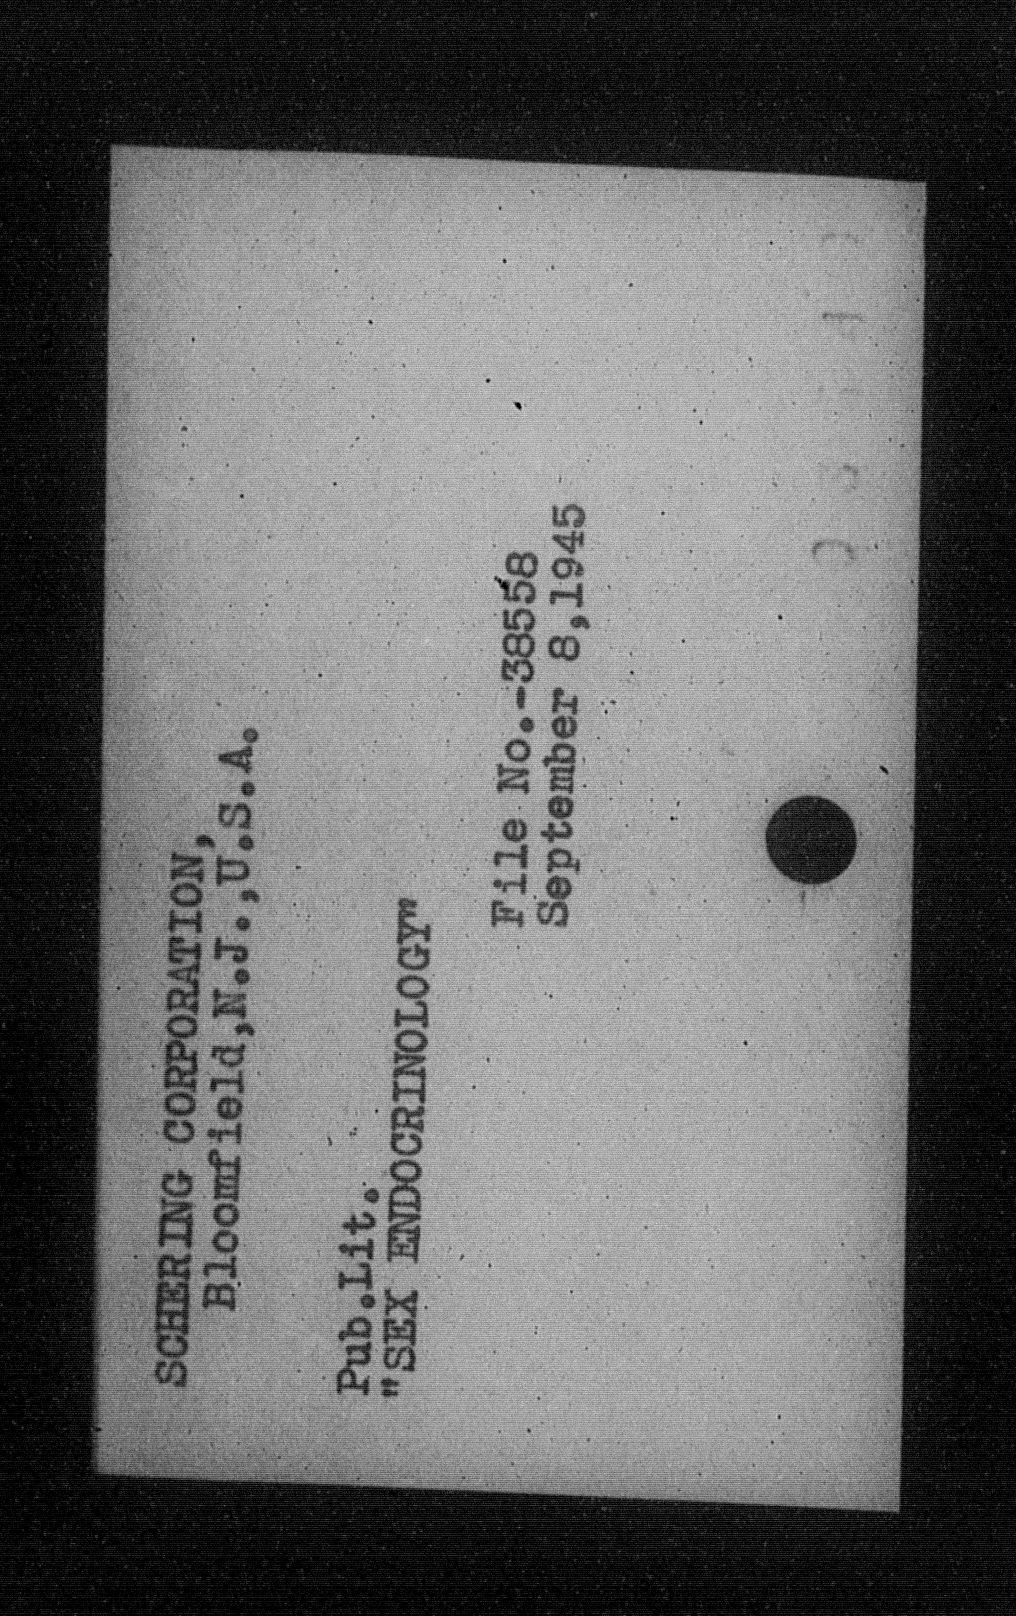 SCHERING CORPORATION,
Bloomfield,N.J.,U.S.A.
Pub.Lit.
"SEX ENDOCRINOLOGY"
File No.-38558
September 8,1945